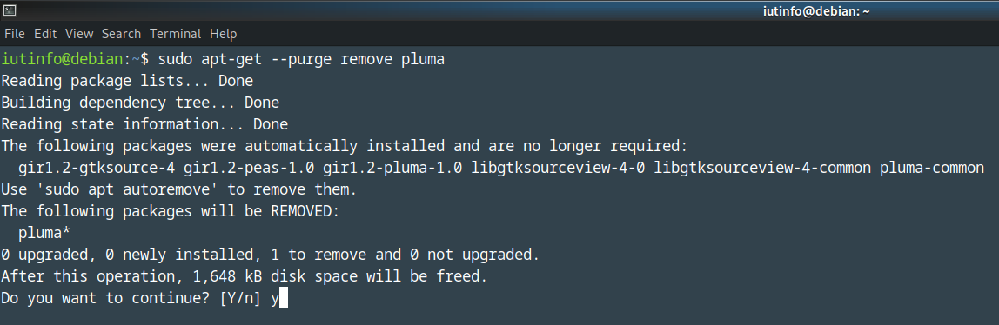 iutinfo@debian: ~
File Edit View Search Terminal Help
iutinfo@debian:~$ sudo apt-get --purge remove pluma
Reading package lists... Done
Building dependency tree... Done
Reading state information... Done
The following packages were automatically installed and are no longer required:
  gir1.2-gtksource-4 gir1.2-peas-1.0 gir1.2-pluma-1.0 libgtksourceview-4-0 libgtksourceview-4-common pluma-common
Use 'sudo apt autoremove' to remove them.
The following packages will be REMOVED:
  pluma*
0 upgraded, 0 newly installed, 1 to remove and 0 not upgraded.
After this operation, 1,648 kB disk space will be freed.
Do you want to continue? [Y/n] y